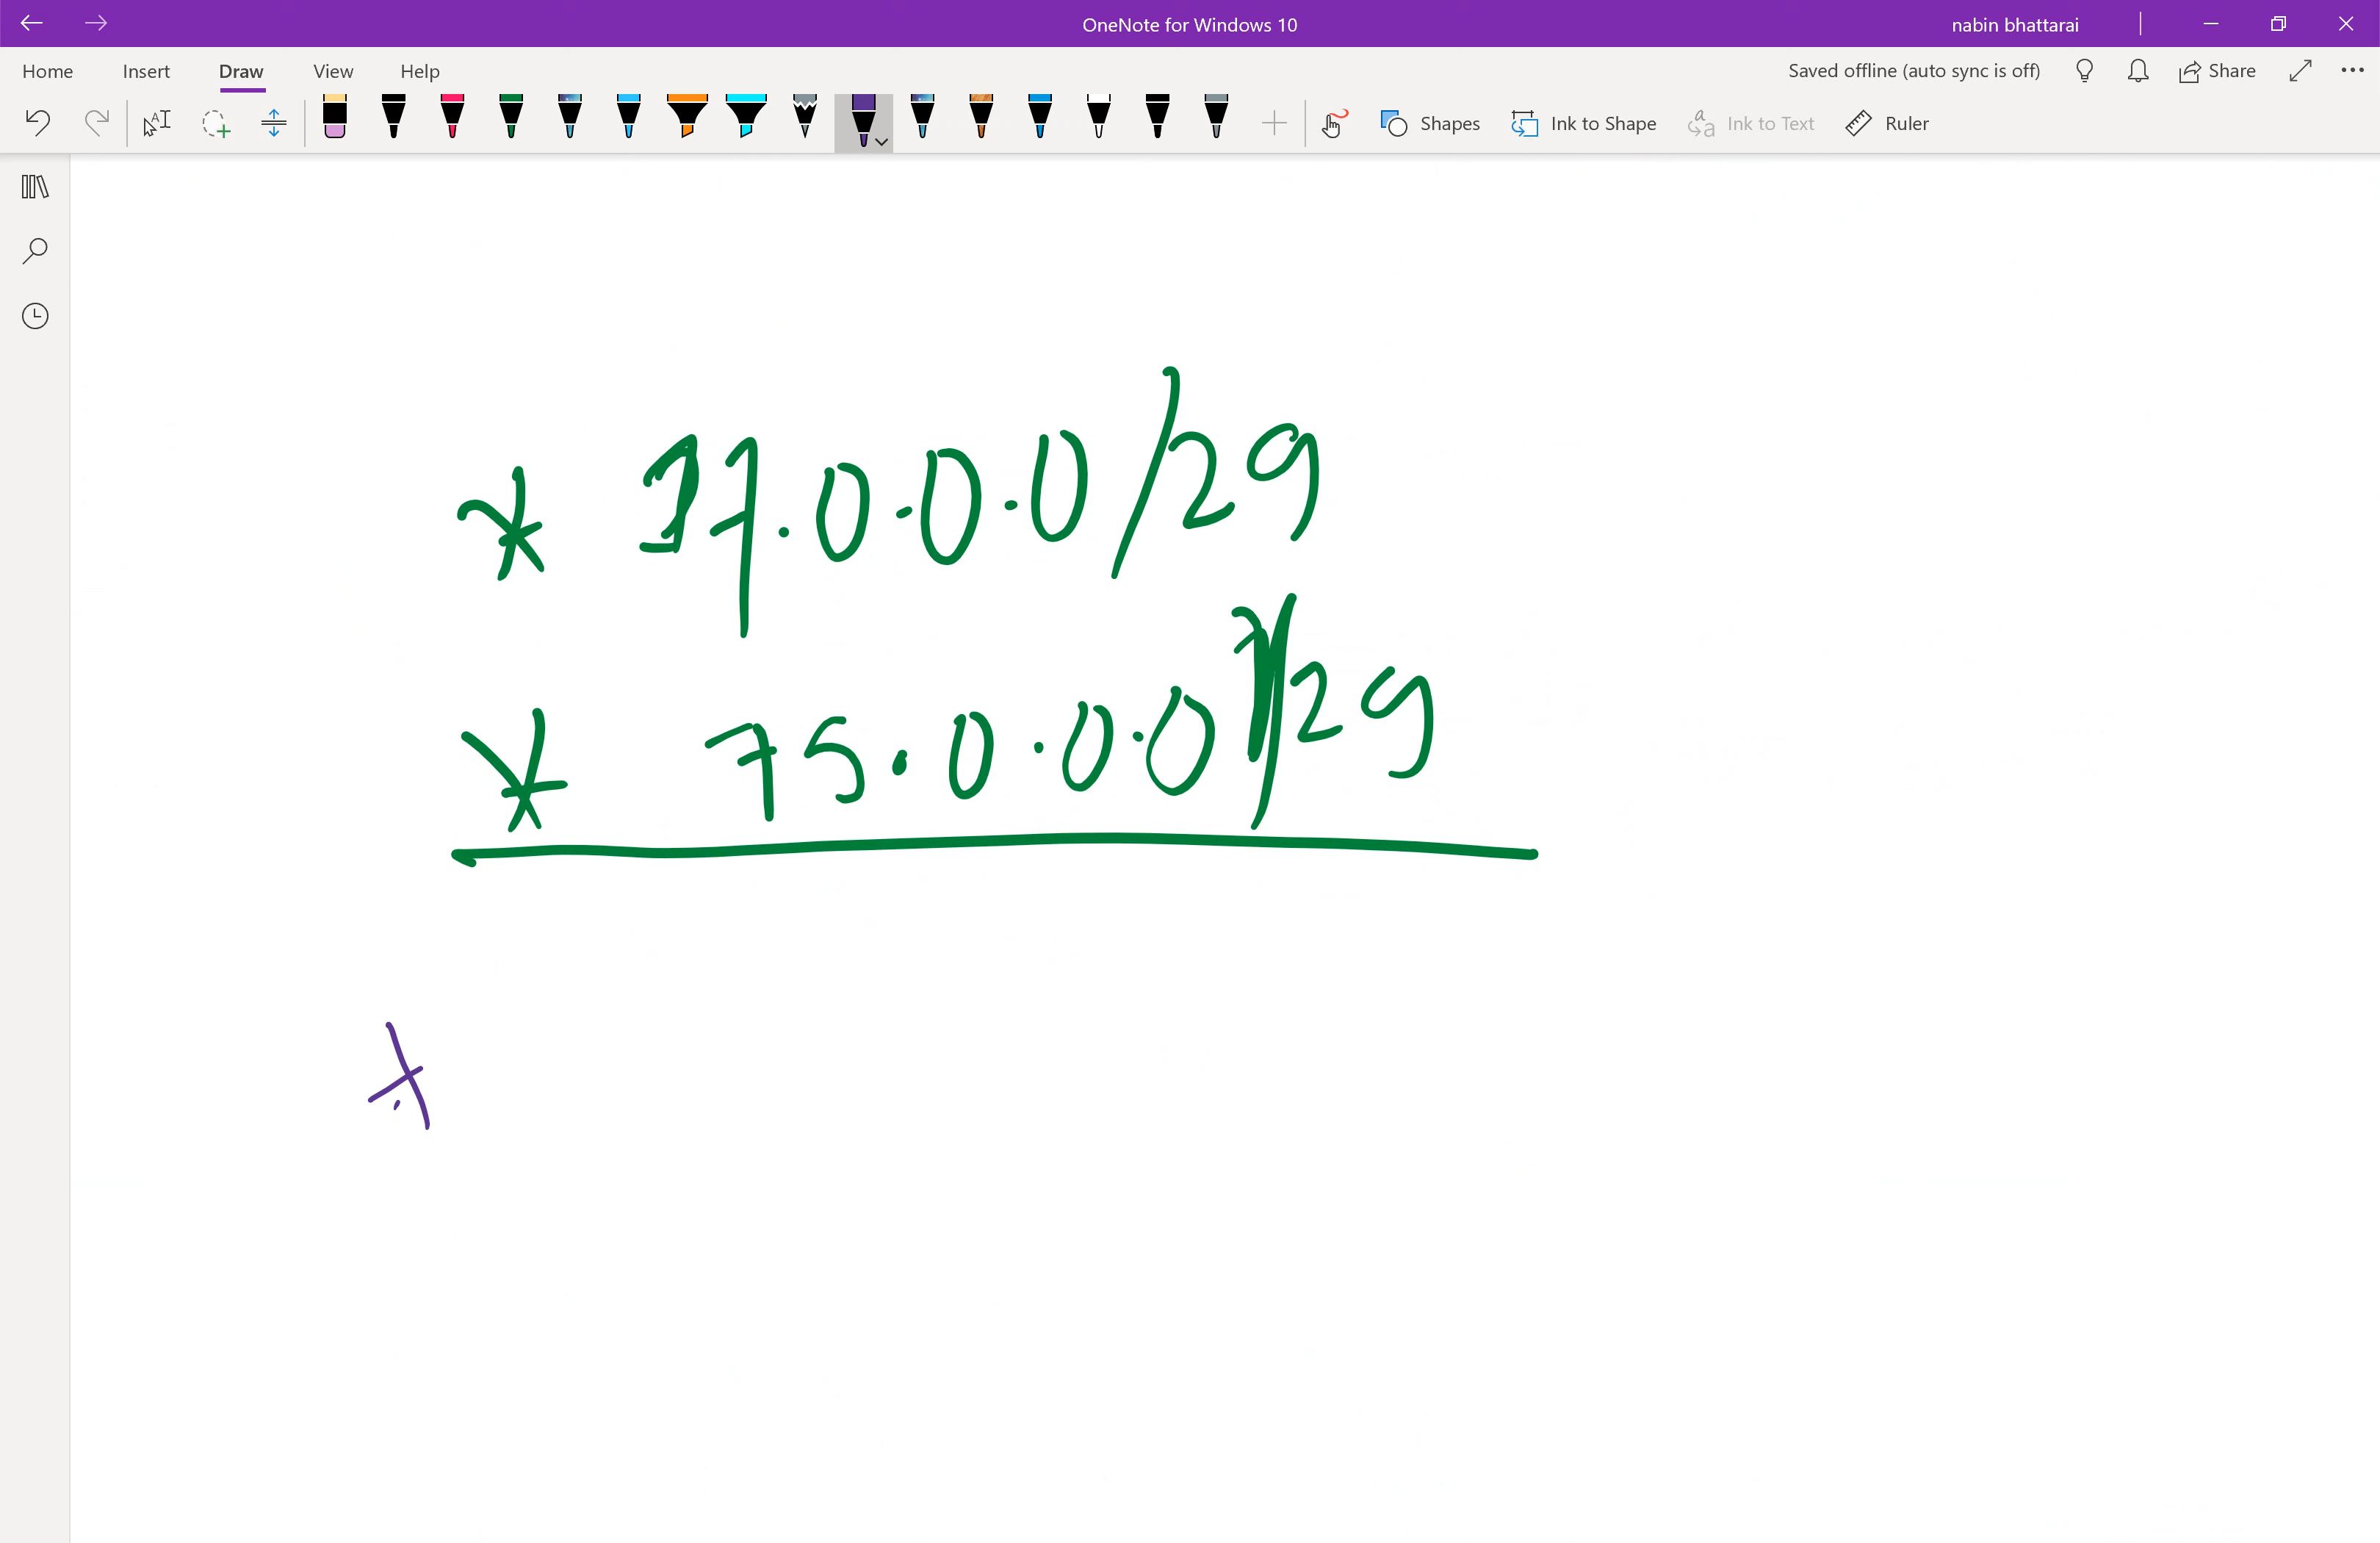 OneNote for Windows 10 nabin bhattarai
Home Insert Draw View Help Saved offline (auto sync is off) Share
Shapes Ink to Shape Ink to Text Ruler
* .0.0.0/29
* 75.0.0.0/29